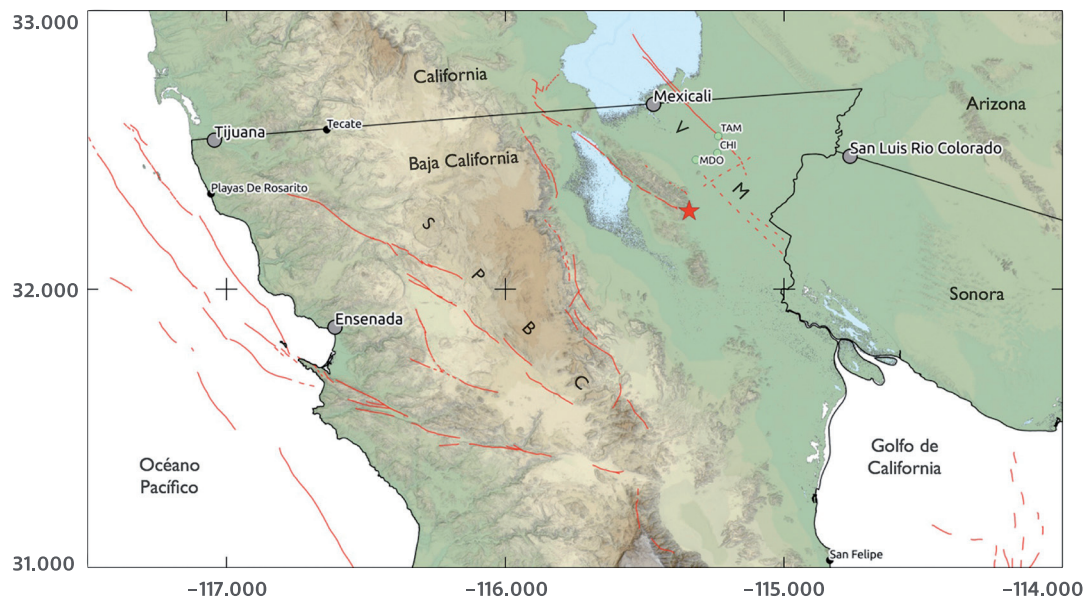 33.000
32.000
31.000
-117.000
-116.000
-115.000
-114.000
California
Arizona
Mexicali
Tijuana
Tecate
V
TAM
CHI
MDO
San Luis Rio Colorado
Baja California
Playas De Rosarito
M
S
P
B
C
Sonora
Ensenada
Océano
Pacífico
Golfo de
California
San Felipe